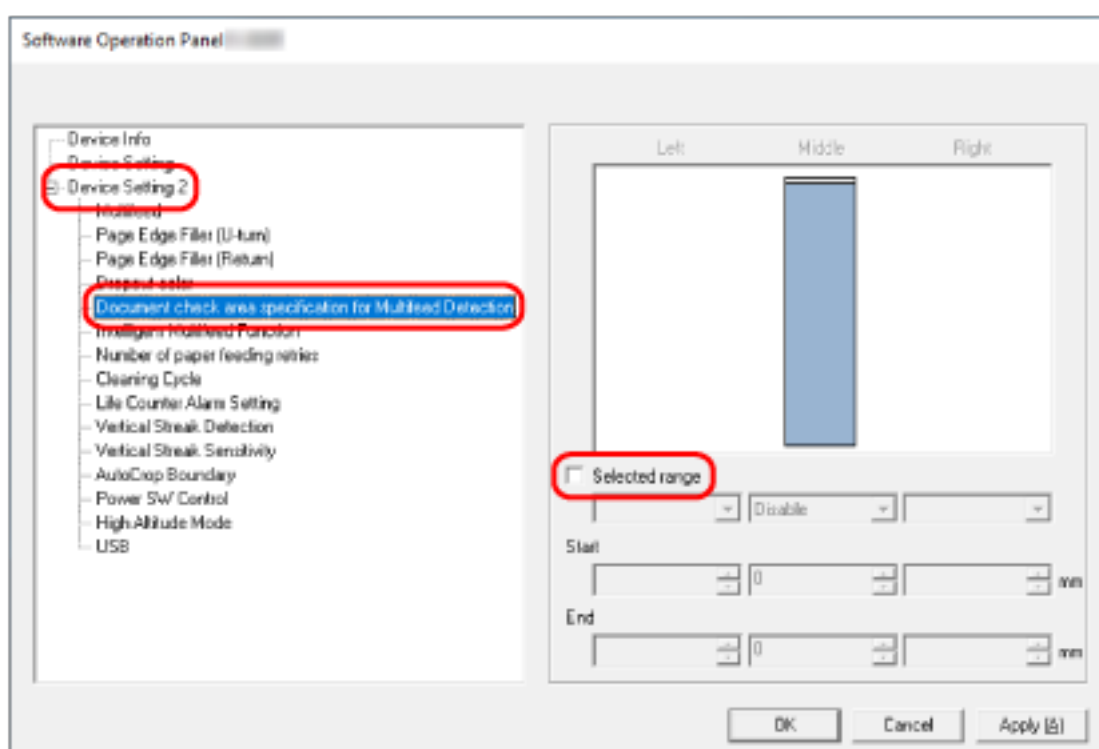 Software Operation Panel
Device Info
Device Setting
Device Setting 2
Multifeed
Page Edge Filler (U-turn)
Page Edge Filler (Return)
Dropout color
Document check area specification for Multifeed Detection
Intelligent Multifeed Function
Number of paper feeding retries
Cleaning Cycle
Life Counter Alarm Setting
Vertical Streak Detection
Vertical Streak Sensitivity
AutoCrop Boundary
Power SW Control
High Altitude Mode
USB
Left Middle Right
Selected range
Disable
Start
0 mm
End
0 mm
OK Cancel Apply (A)